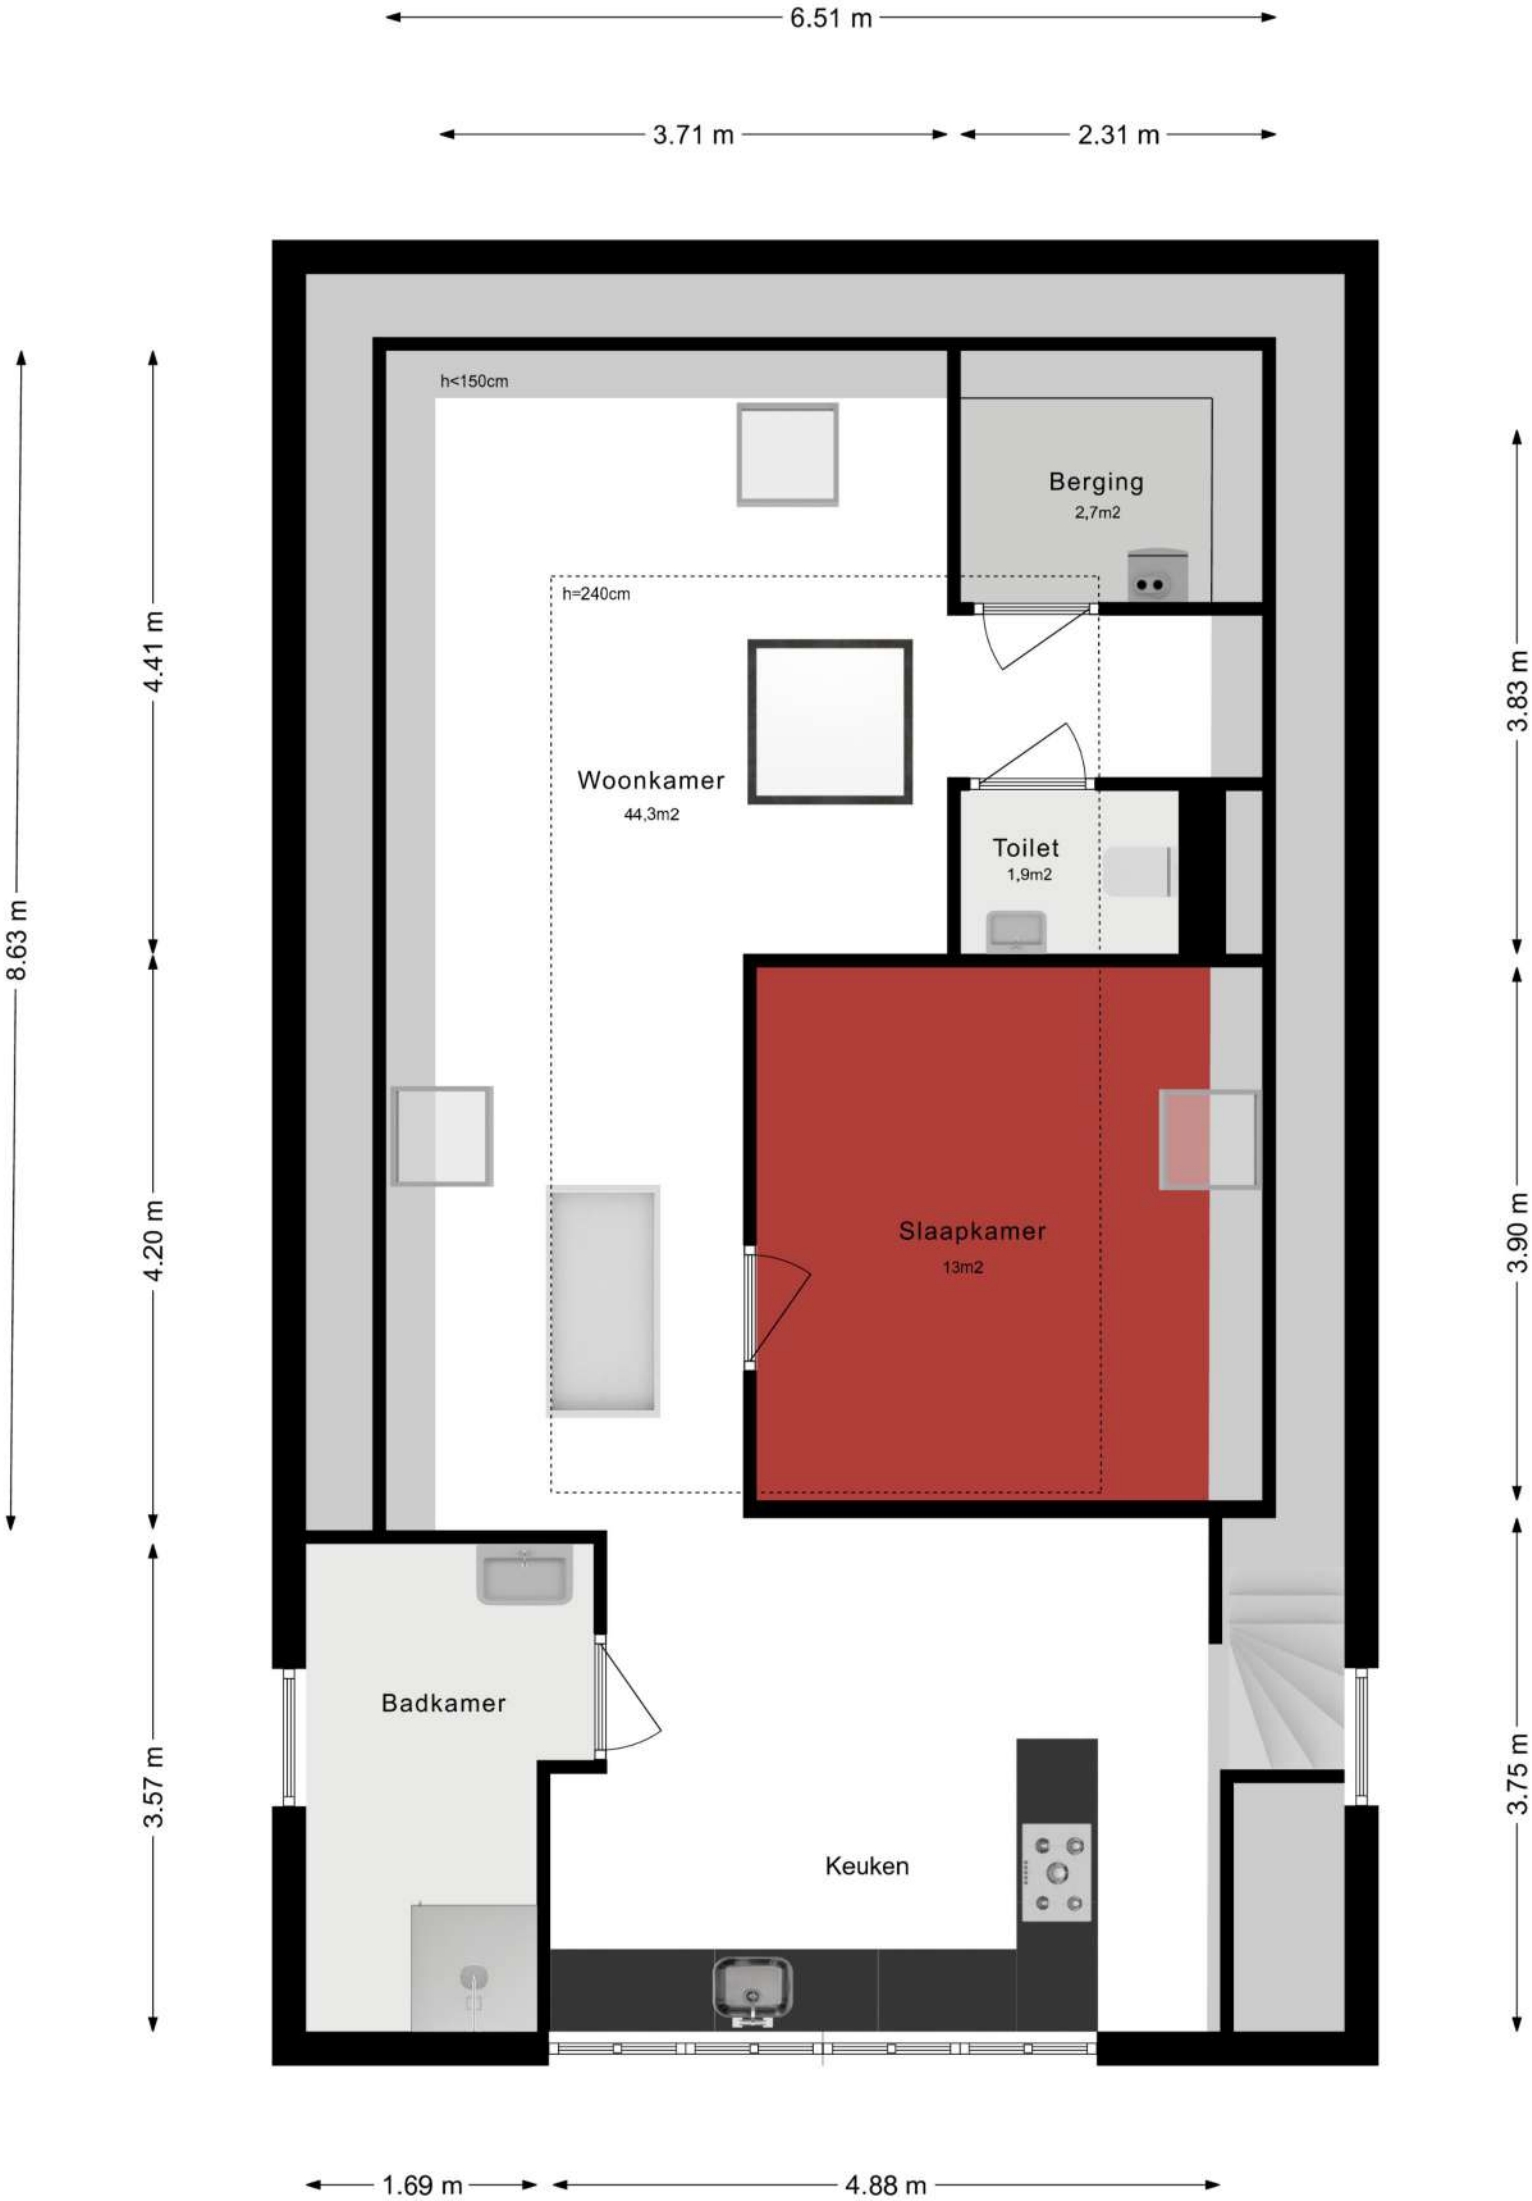 6.51 m
3.71 m
2.31 m
h<150cm
Berging
2,7m2
h=240cm
4.41 m
3.83 m
Woonkamer
44,3m2
Toilet
1,9m2
8.63 m
4.20 m
Slaapkamer
13m2
3.90 m
Badkamer
3.57 m
3.75 m
Keuken
1.69 m
4.88 m